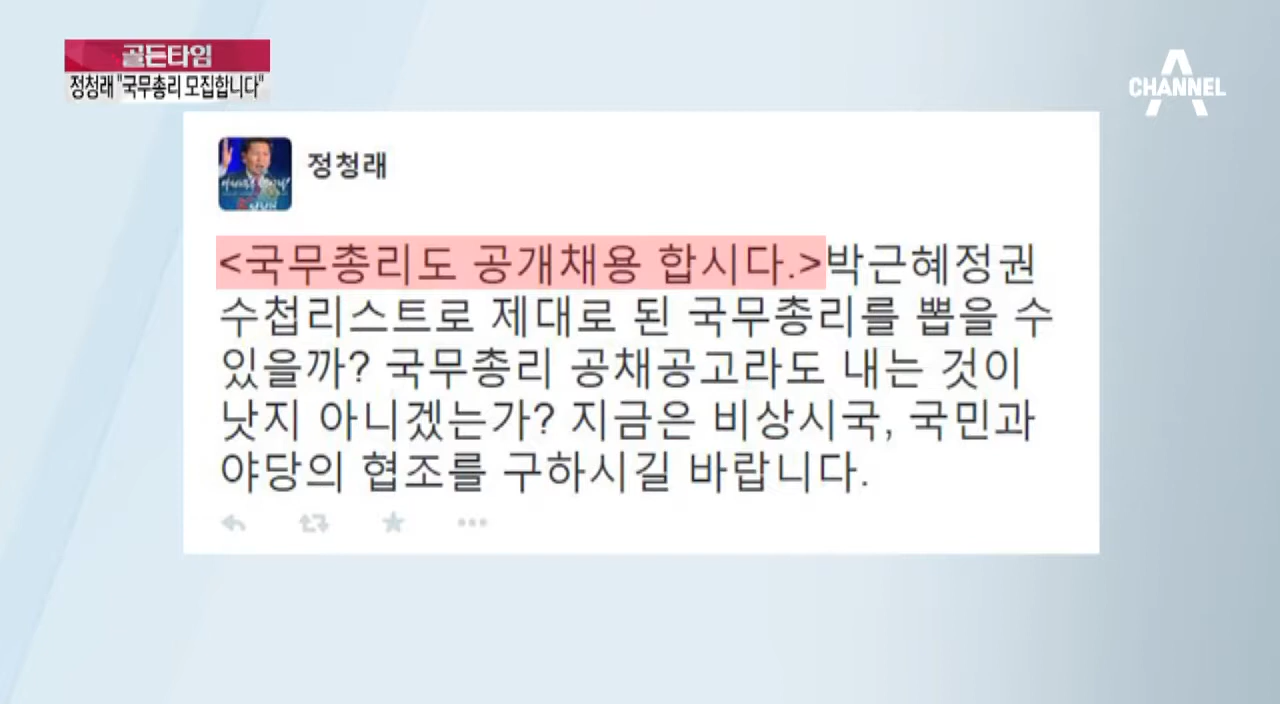 골든타임
정청래 "국무총리 모집합니다"
CHANNEL A
정청래
<국무총리도 공개채용 합시다.>박근혜정권
수첩리스트로 제대로 된 국무총리를 뽑을 수
있을까? 국무총리 공채공고라도 내는 것이
낫지 아니겠는가? 지금은 비상시국, 국민과
야당의 협조를 구하시길 바랍니다.